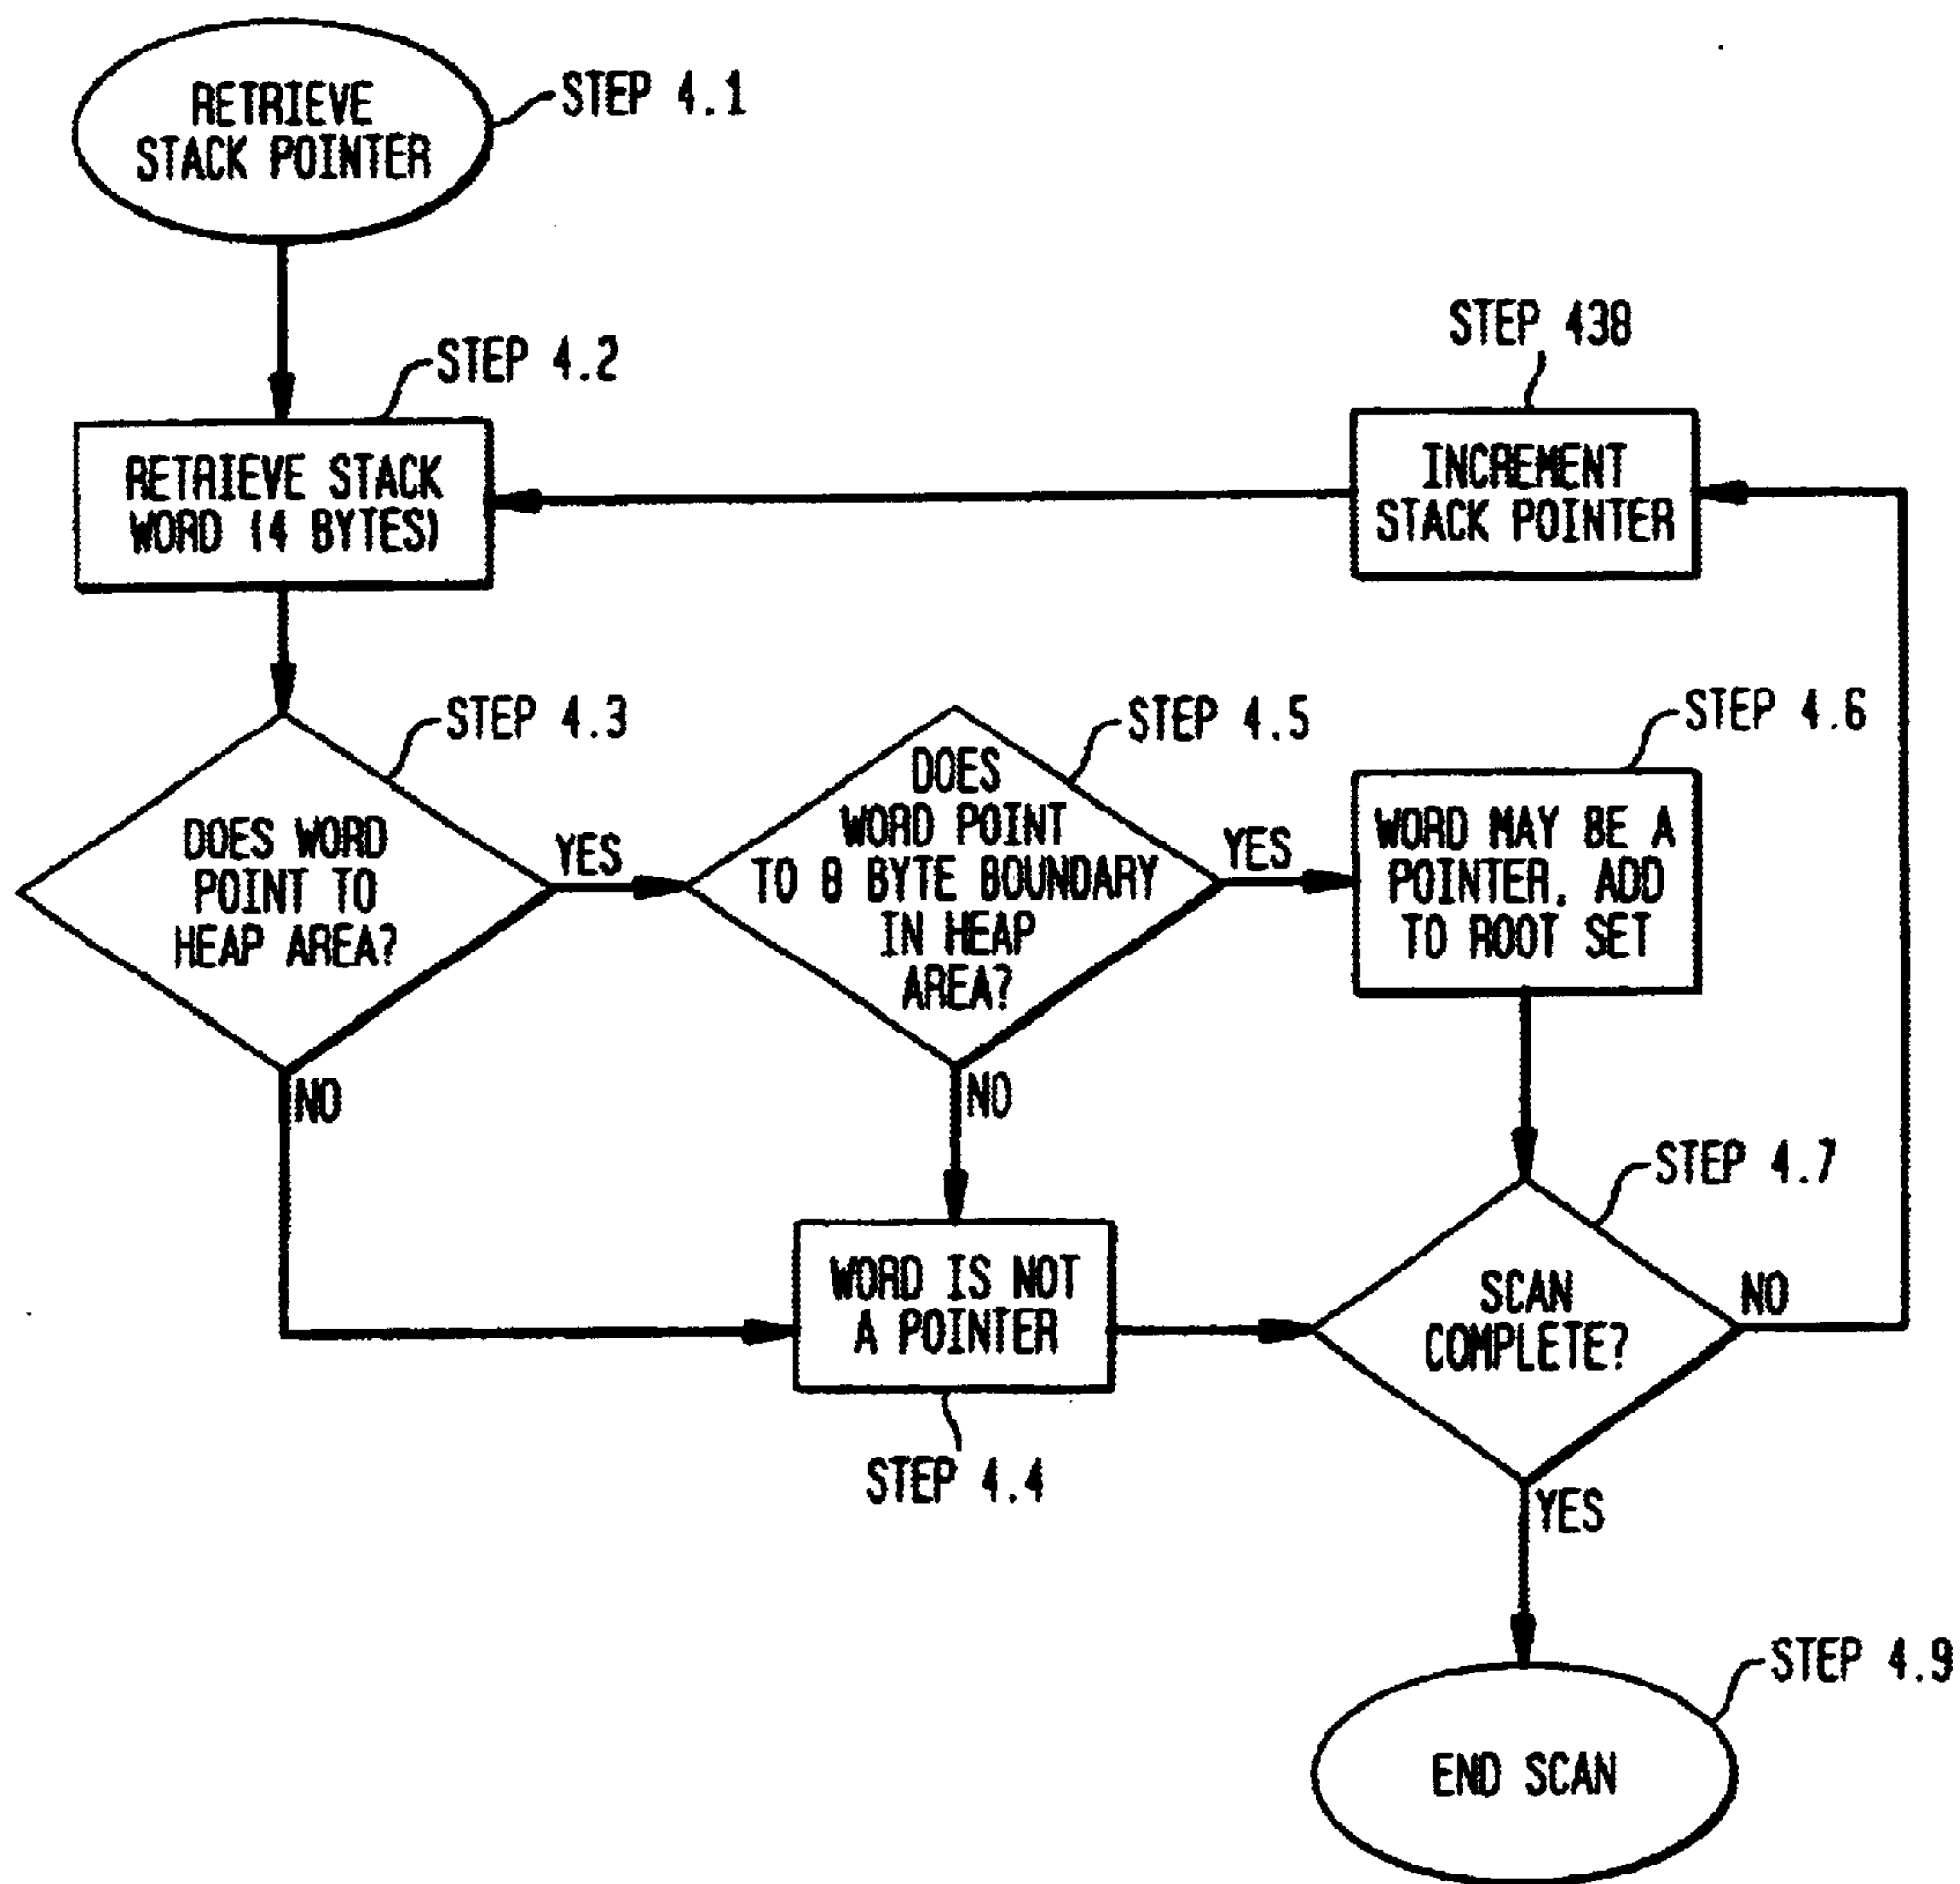 RETRIEVE
STACK POINTER
STEP 4.1
STEP 4.2
RETRIEVE STACK
WORD (4 BYTES)
STEP 438
INCREMENT
STACK POINTER
STEP 4.3
DOES WORD
POINT TO
HEAP AREA?
YES
NO
STEP 4.5
DOES
WORD POINT
TO 8 BYTE BOUNDARY
IN HEAP
AREA?
YES
NO
STEP 4.6
WORD MAY BE A
POINTER. ADD
TO ROOT SET
WORD IS NOT
A POINTER
STEP 4.4
STEP 4.7
SCAN
COMPLETE?
NO
YES
STEP 4.9
END SCAN